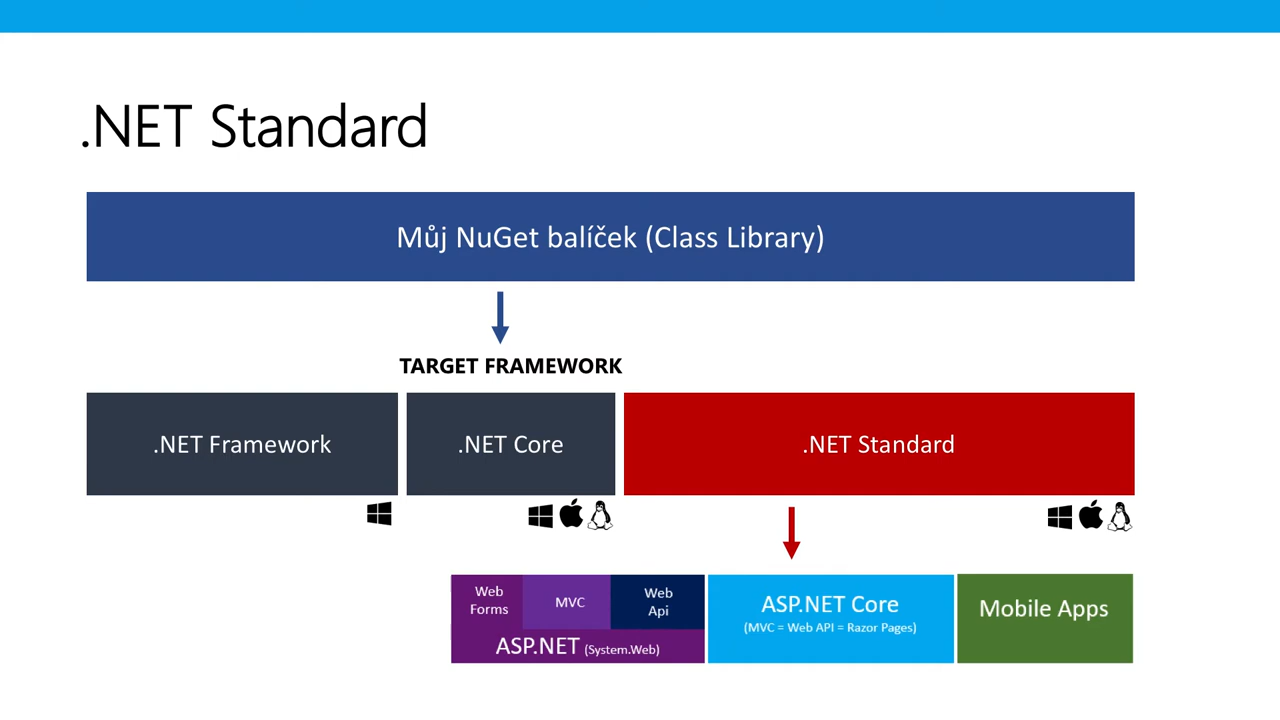 .NET Standard
Můj NuGet balíček (Class Library)
TARGET FRAMEWORK
.NET Framework
.NET Core
.NET Standard
Web
Forms
MVC
Web
Api
ASP.NET (System.Web)
ASP.NET Core
(MVC = Web API = Razor Pages)
Mobile Apps